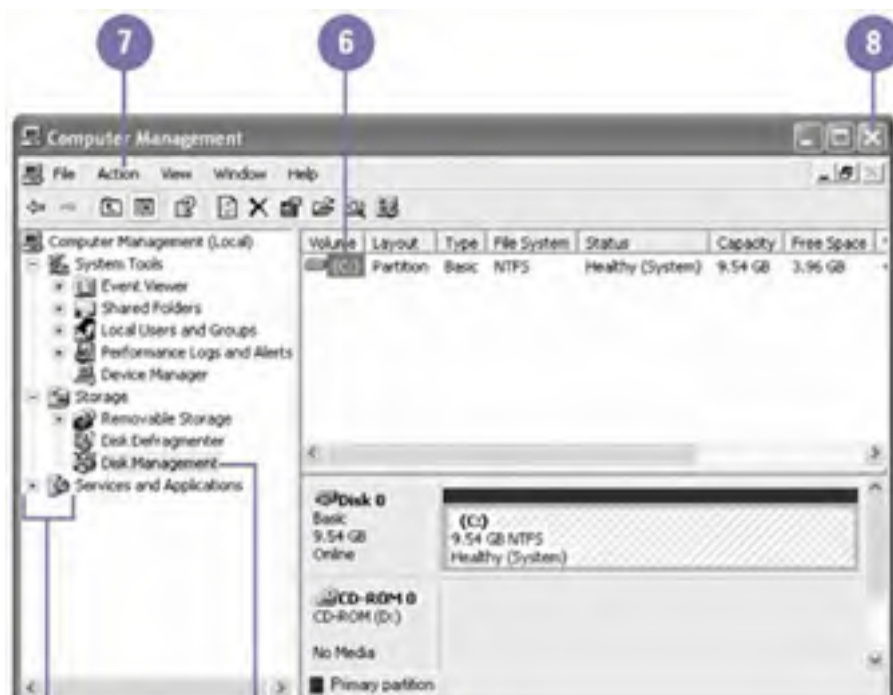 7 6 8
Computer Management
File Action View Window Help
Computer Management (Local)
System Tools
Event Viewer
Shared Folders
Local Users and Groups
Performance Logs and Alerts
Device Manager
Storage
Removable Storage
Disk Defragmenter
Disk Management
Services and Applications
Volume Layout Type File System Status Capacity Free Space
(C:) Partition Basic NTFS Healthy (System) 9.54 GB 3.96 GB
Disk 0
Basic
9.54 GB
Online
(C:)
9.54 GB NTFS
Healthy (System)
CD-ROM 0
CD-ROM (D:)
No Media
Primary partition